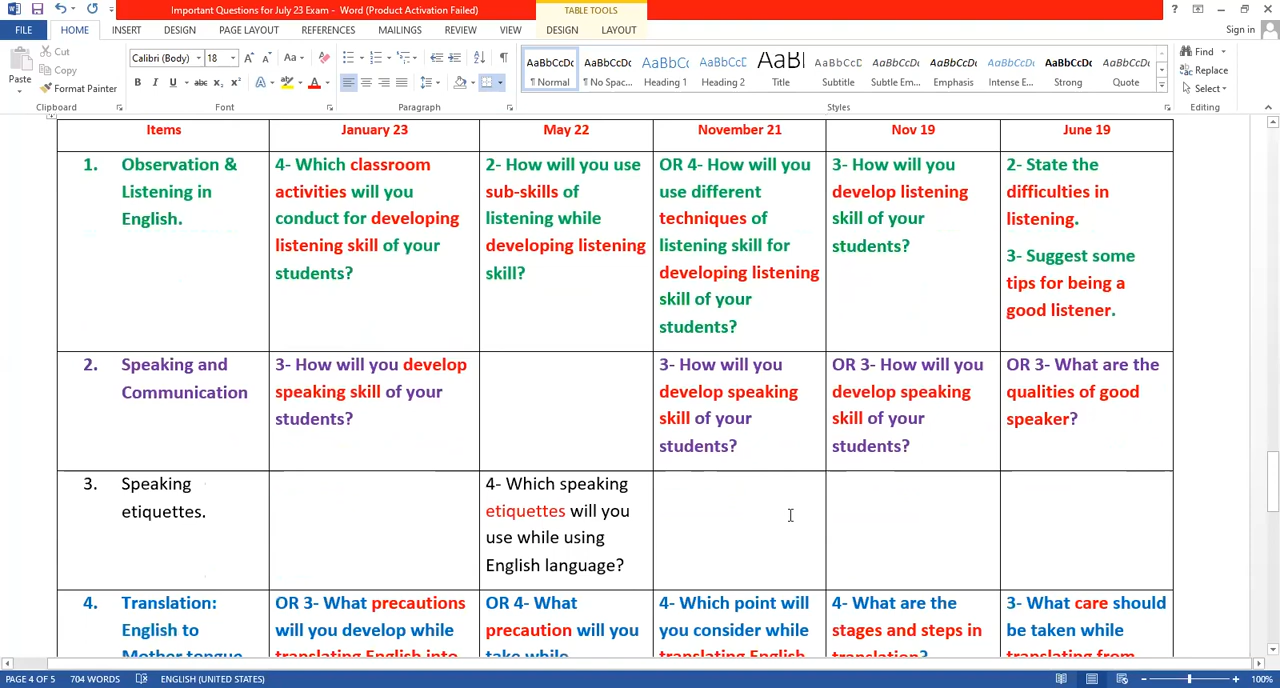 Important Questions for July 23 Exam - Word (Product Activation Failed)
TABLE TOOLS
?
FILE HOME INSERT DESIGN PAGE LAYOUT REFERENCES MAILINGS REVIEW VIEW DESIGN LAYOUT
Sign in
Paste
Cut
Copy
Format Painter
Clipboard
Calibri (Body) 18
Font
Paragraph
AaBbCcDc AaBbCcDc AaBbCc AaBbCcD AaBl AaBbCcD AaBbCcDc AaBbCcDc AaBbCcDc AaBbCcDc AaBbCcDc
¶ Normal ¶ No Spac... Heading 1 Heading 2 Title Subtitle Subtle Em... Emphasis Intense E... Strong Quote
Styles
Find
Replace
Select
Editing
Items January 23 May 22 November 21 Nov 19 June 19
1. Observation &
Listening in
English.
4- Which classroom
activities will you
conduct for developing
listening skill of your
students?
2- How will you use
sub-skills of
listening while
developing listening
skill?
OR 4- How will you
use different
techniques of
listening skill for
developing listening
skill of your
students?
3- How will you
develop listening
skill of your
students?
2- State the
difficulties in
listening.
3- Suggest some
tips for being a
good listener.
2. Speaking and
Communication
3- How will you develop
speaking skill of your
students?
3- How will you
develop speaking
skill of your
students?
OR 3- How will you
develop speaking
skill of your
students?
OR 3- What are the
qualities of good
speaker?
3. Speaking
etiquettes.
4- Which speaking
etiquettes will you
use while using
English language?
4. Translation:
English to
Mother tongue
OR 3- What precautions
will you develop while
translating English into
OR 4- What
precaution will you
take while
4- Which point will
you consider while
translating English
4- What are the
stages and steps in
translation?
3- What care should
be taken while
translating from
PAGE 4 OF 5 704 WORDS ENGLISH (UNITED STATES) 100%